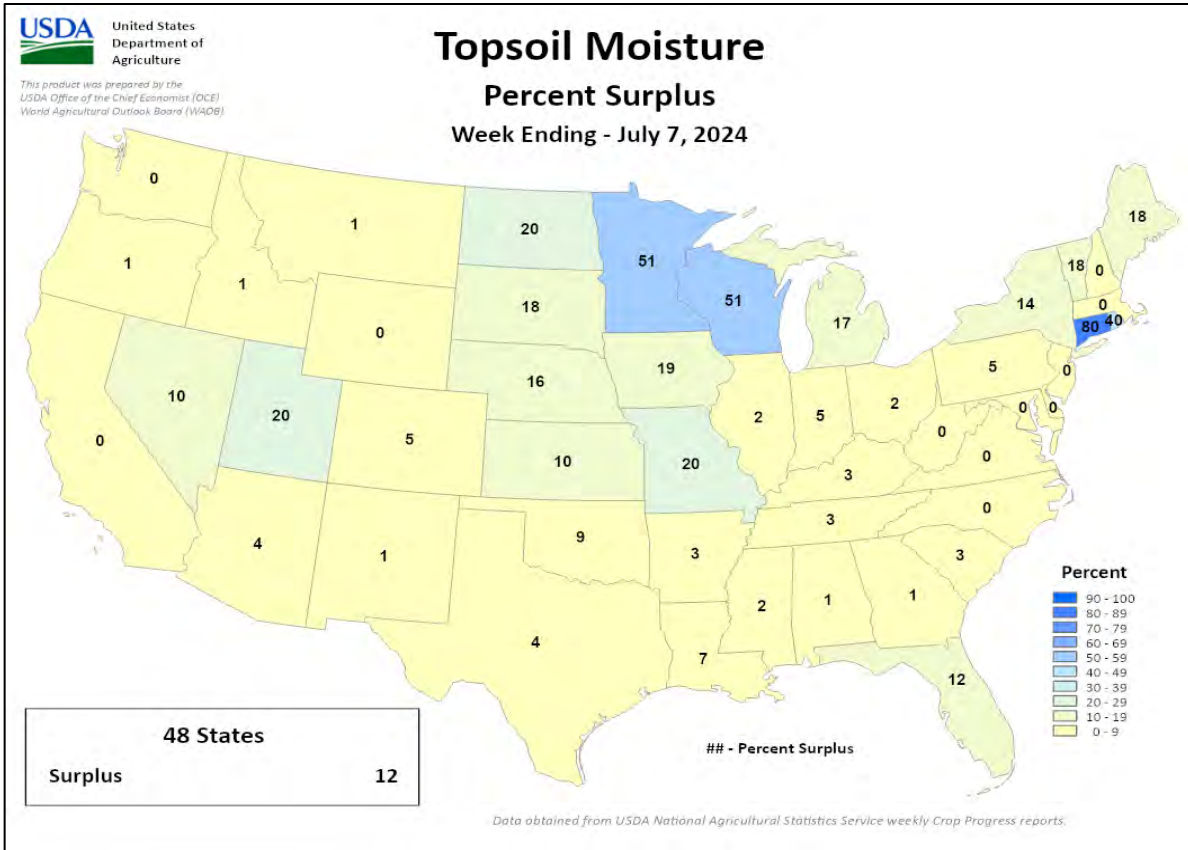 USDA
United States
Department of
Agriculture
This product was prepared by the
USDA Office of the Chief Economist (OCE)
World Agricultural Outlook Board (WAOB)
Topsoil Moisture
Percent Surplus
Week Ending - July 7, 2024
0
1
20
18
1
1
51
18
0
14
0
18
51
17
0
80
40
0
16
19
5
0
10
20
2
5
2
0
0
0
5
0
10
20
3
0
4
1
9
3
3
0
3
2
1
1
4
7
12
Percent
90 - 100
80 - 89
70 - 79
60 - 69
50 - 59
40 - 49
30 - 39
20 - 29
10 - 19
0 - 9
48 States
Surplus 12
## - Percent Surplus
Data obtained from USDA National Agricultural Statistics Service weekly Crop Progress reports.